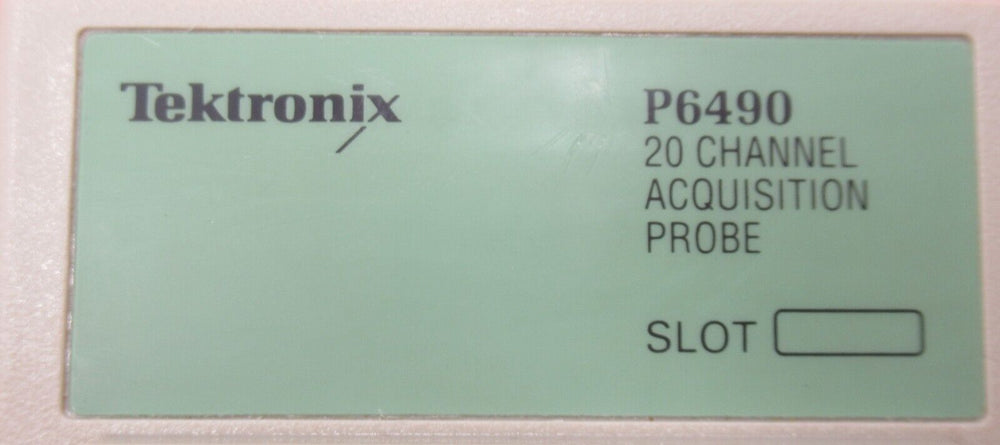 Tektronix
P6490
20 CHANNEL
ACQUISITION
PROBE
SLOT